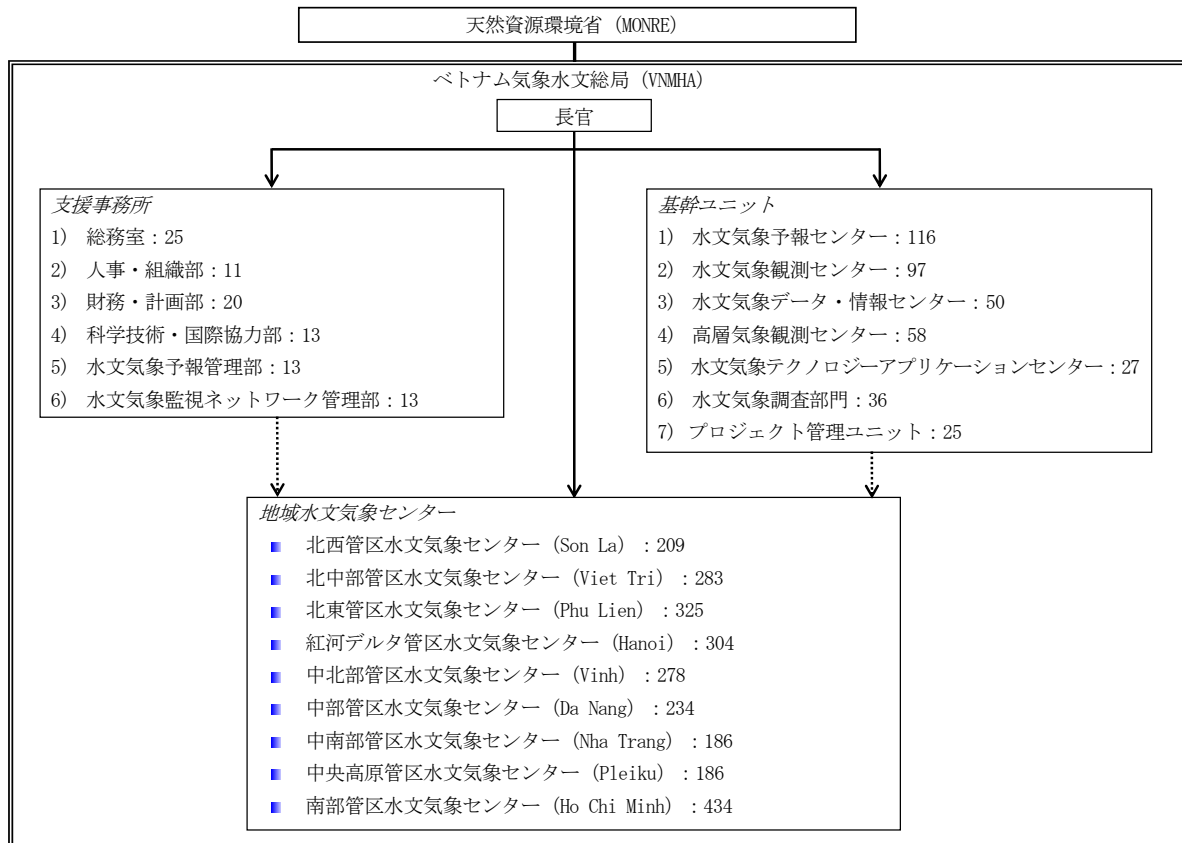 天然資源環境省 (MONRE)
ベトナム気象水文総局 (VNMHA)
長官
支援事務所
1) 総務室：25
2) 人事・組織部：11
3) 財務・計画部：20
4) 科学技術・国際協力部：13
5) 水文気象予報管理部：13
6) 水文気象監視ネットワーク管理部：13
基幹ユニット
1) 水文気象予報センター：116
2) 水文気象観測センター：97
3) 水文気象データ・情報センター：50
4) 高層気象観測センター：58
5) 水文気象テクノロジーアプリケーションセンター：27
6) 水文気象調査部門：36
7) プロジェクト管理ユニット：25
地域水文気象センター
北西管区水文気象センター (Son La)：209
北中部管区水文気象センター (Viet Tri)：283
北東管区水文気象センター (Phu Lien)：325
紅河デルタ管区水文気象センター (Hanoi)：304
中北部管区水文気象センター (Vinh)：278
中部管区水文気象センター (Da Nang)：234
中南部管区水文気象センター (Nha Trang) ：186
中央高原管区水文気象センター (Pleiku)：186
南部管区水文気象センター (Ho Chi Minh)：434